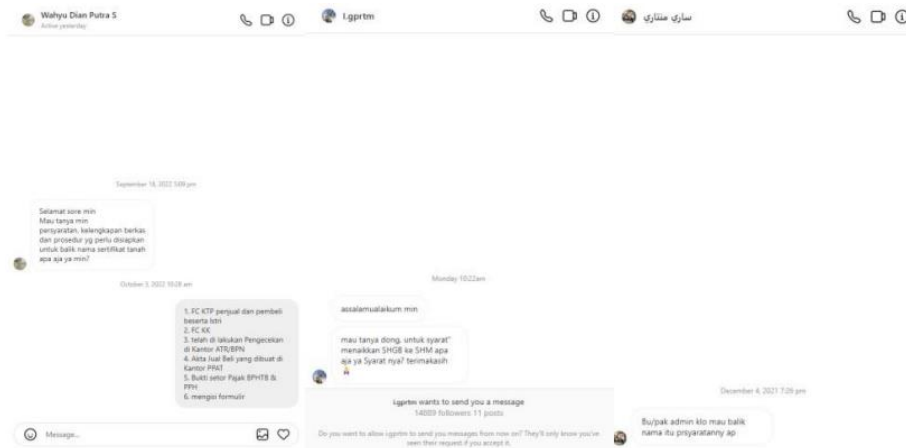 Wahyu Dian Putra S
Active yesterday
September 16, 2022 5:09 pm
Selamat sore min
Mau tanya min
persyaratan, kelengkapan berkas
dan prosedur yg perlu disiapkan
untuk balik nama sertifikat tanah
apa aja ya min?
October 3, 2022 10:28 am
1. FC KTP penjual dan pembeli
beserta Istri
2. FC KK
3. telah di lakukan Pengecekan
di Kantor ATR/BPN
4. Akta Jual Beli yang dibuat di
Kantor PPAT
5. Bukti setor Pajak BPHTB &
PPH
6. mengisi formulir
Message...
l.gprtm
Monday 10:22am
assalamualaikum min
mau tanya dong, untuk syarat"
menaikkan SHGB ke SHM apa
aja ya Syarat nya? terimakasih
🙏
l.gprtm wants to send you a message
14009 followers 11 posts
Do you want to allow l.gprtm to send you messages from now on? They'll only know you've
seen their request if you accept it.
ساري منتاري
December 4, 2021 7:26 pm
Bu/pak admin klo mau balik
nama itu prsyaratanny ap